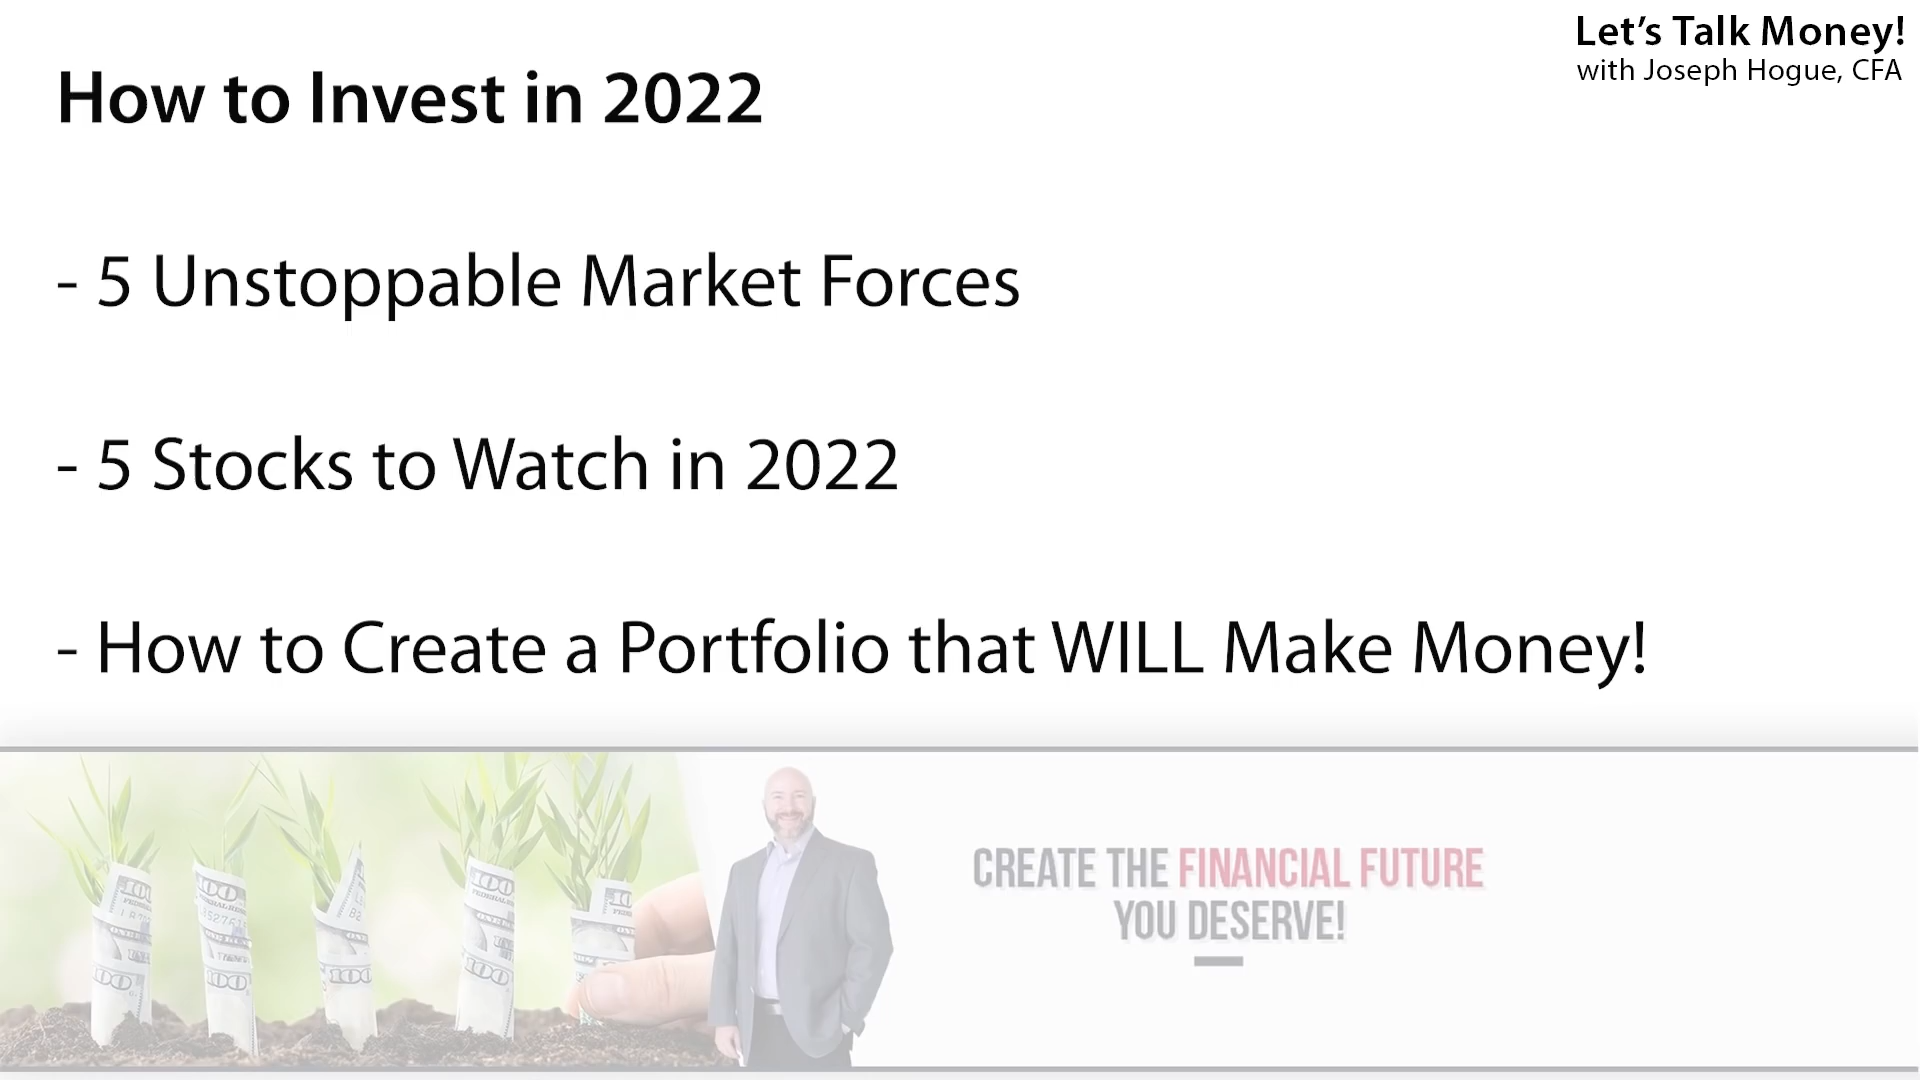 Let's Talk Money!
with Joseph Hogue, CFA
How to Invest in 2022
- 5 Unstoppable Market Forces
- 5 Stocks to Watch in 2022
- How to Create a Portfolio that WILL Make Money!
CREATE THE FINANCIAL FUTURE
YOU DESERVE!